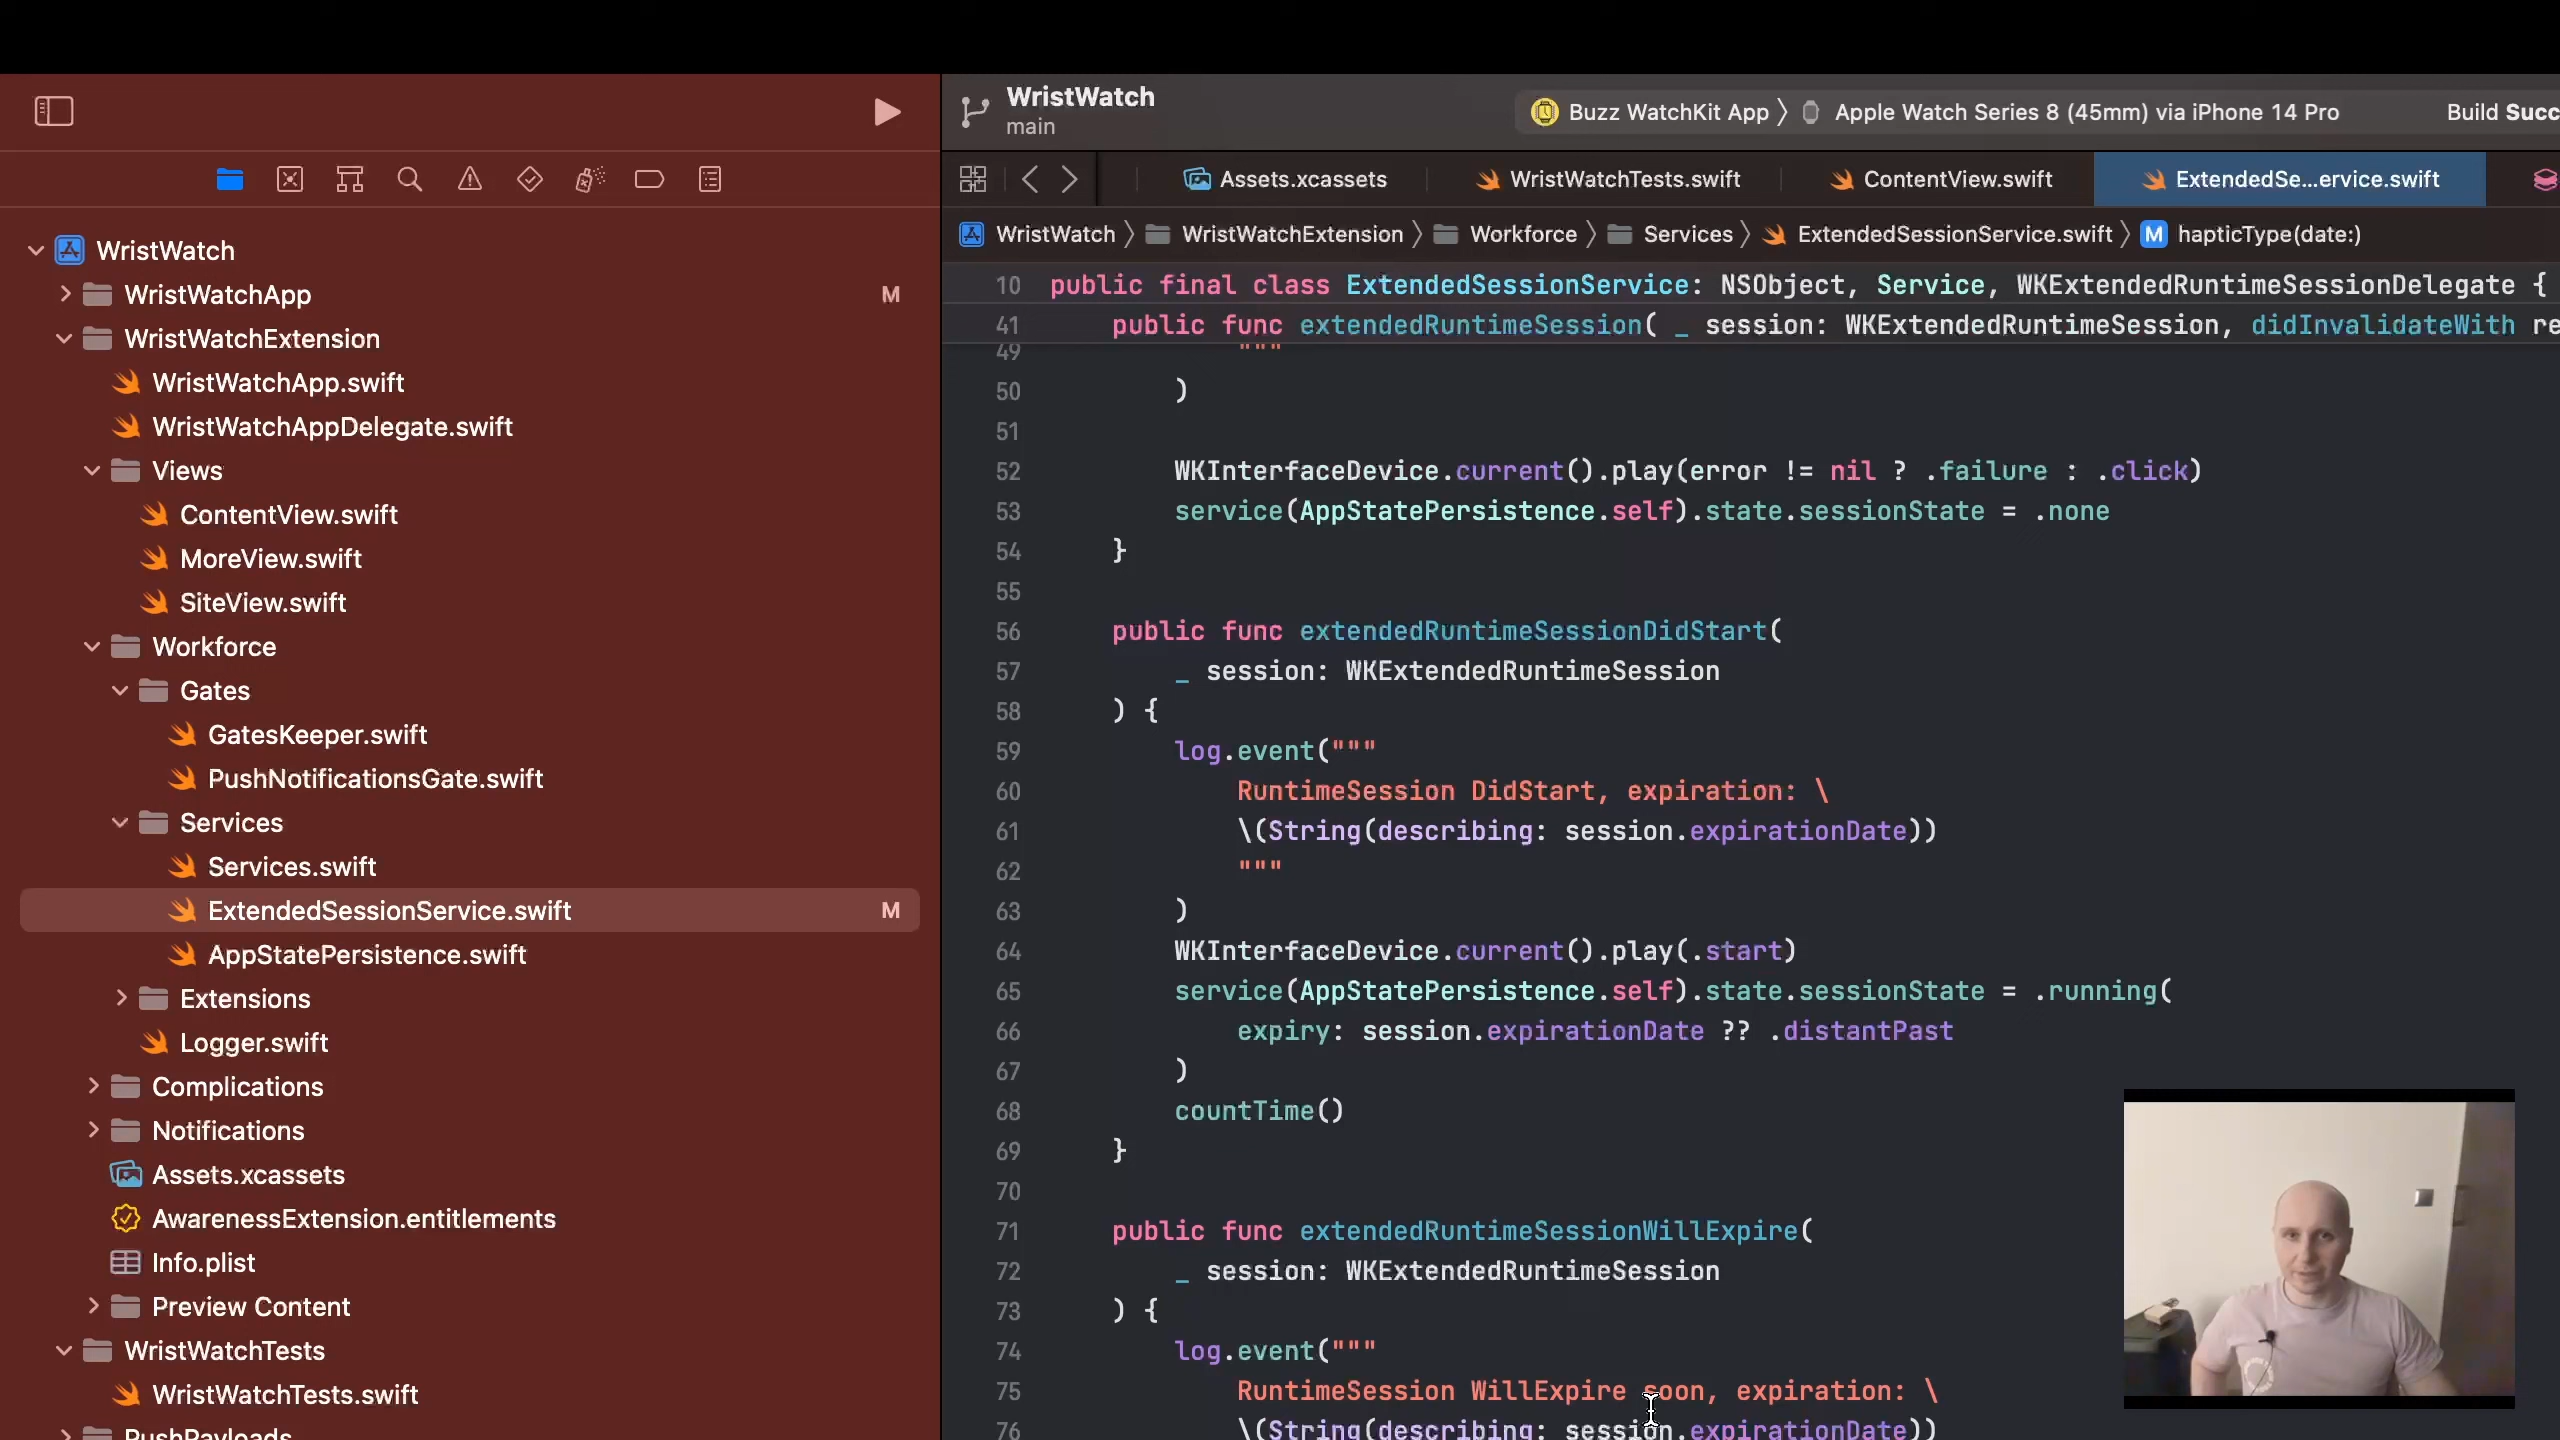 WristWatch
main
Buzz WatchKit App
Apple Watch Series 8 (45mm) via iPhone 14 Pro
Build Succ
Assets.xcassets
WristWatchTests.swift
ContentView.swift
ExtendedSe...ervice.swift
WristWatch
WristWatchExtension
Workforce
Services
ExtendedSessionService.swift
M hapticType(date:)
WristWatch
WristWatchApp M
WristWatchExtension
WristWatchApp.swift
WristWatchAppDelegate.swift
Views
ContentView.swift
MoreView.swift
SiteView.swift
Workforce
Gates
GatesKeeper.swift
PushNotificationsGate.swift
Services
Services.swift
ExtendedSessionService.swift M
AppStatePersistence.swift
Extensions
Logger.swift
Complications
Notifications
Assets.xcassets
AwarenessExtension.entitlements
Info.plist
Preview Content
WristWatchTests
WristWatchTests.swift
PushPayloads
10 public final class ExtendedSessionService: NSObject, Service, WKExtendedRuntimeSessionDelegate {
41 public func extendedRuntimeSession( _ session: WKExtendedRuntimeSession, didInvalidateWith re
49 """
50 )
51
52 WKInterfaceDevice.current().play(error != nil ? .failure : .click)
53 service(AppStatePersistence.self).state.sessionState = .none
54 }
55
56 public func extendedRuntimeSessionDidStart(
57 _ session: WKExtendedRuntimeSession
58 ) {
59 log.event("""
60 RuntimeSession DidStart, expiration: \
61 \(String(describing: session.expirationDate))
62 """
63 )
64 WKInterfaceDevice.current().play(.start)
65 service(AppStatePersistence.self).state.sessionState = .running(
66 expiry: session.expirationDate ?? .distantPast
67 )
68 countTime()
69 }
70
71 public func extendedRuntimeSessionWillExpire(
72 _ session: WKExtendedRuntimeSession
73 ) {
74 log.event("""
75 RuntimeSession WillExpire soon, expiration: \
76 \(String(describing: session.expirationDate))